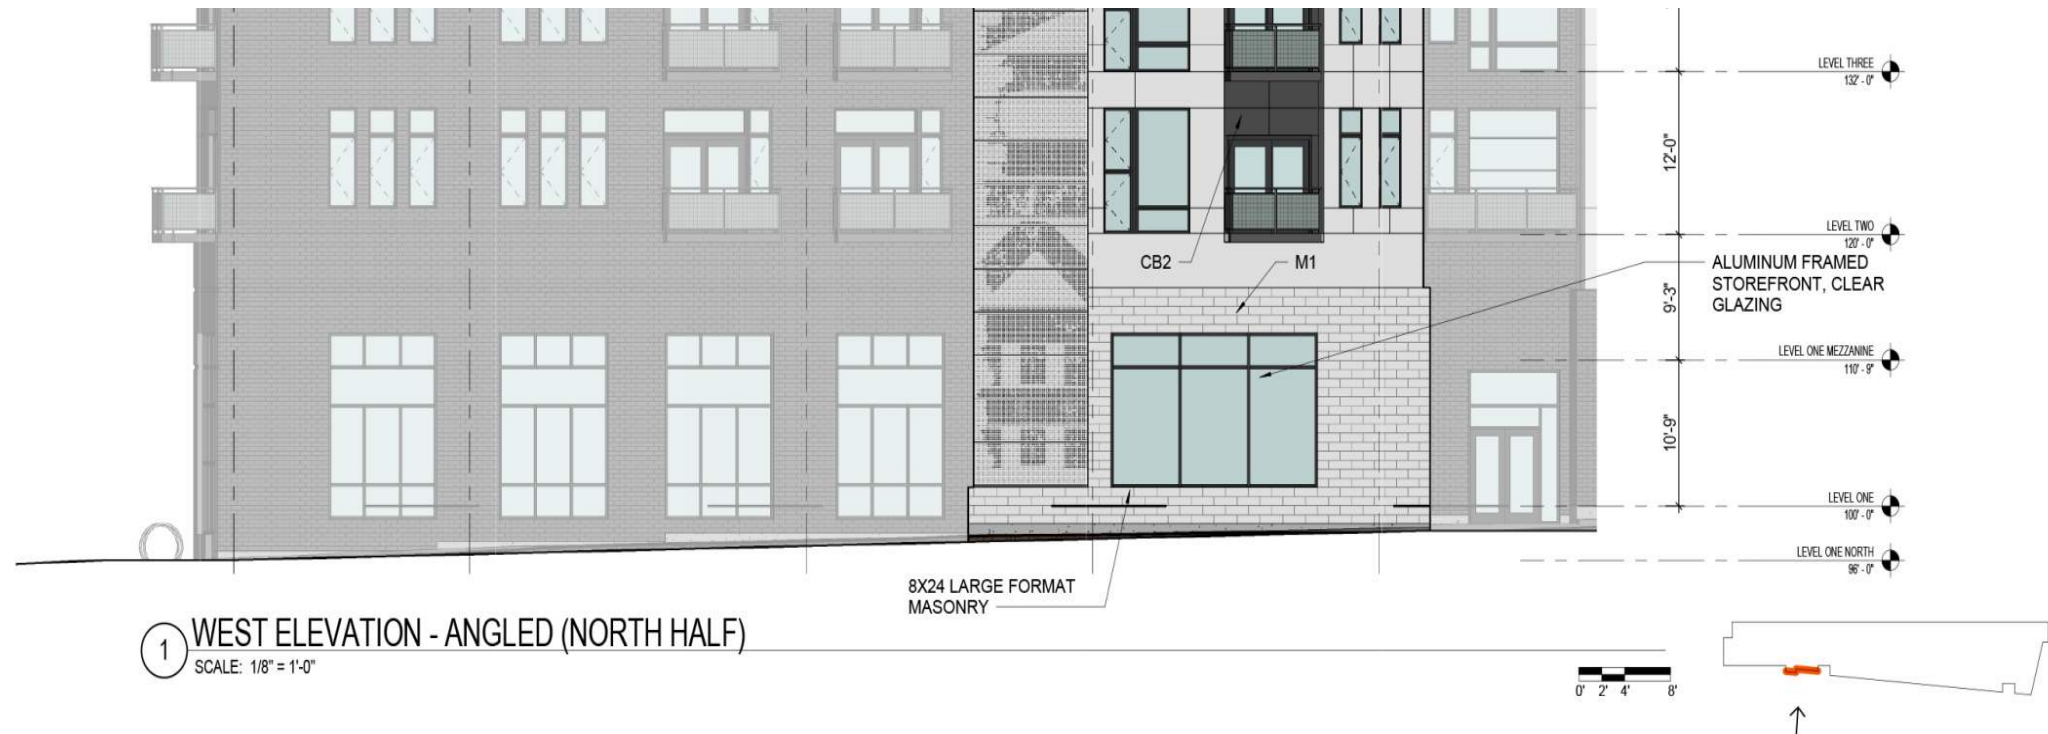 LEVEL THREE
132' - 0"
12'-0"
LEVEL TWO
120' - 0"
CB2
M1
ALUMINUM FRAMED
STOREFRONT, CLEAR
GLAZING
9'-3"
LEVEL ONE MEZZANINE
110' - 9"
10'-9"
LEVEL ONE
100' - 0"
LEVEL ONE NORTH
96' - 0"
8X24 LARGE FORMAT
MASONRY
1
WEST ELEVATION - ANGLED (NORTH HALF)
SCALE: 1/8" = 1'-0"
0' 2' 4' 8'